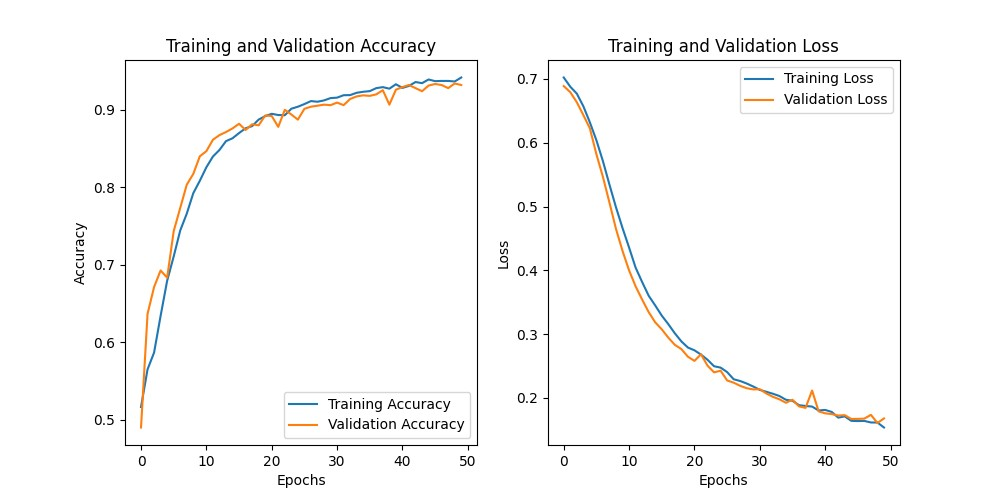 Training and Validation Accuracy
0.9
0.8
0.7
0.6
0.5
Accuracy
Training Accuracy
Validation Accuracy
0 10 20 30 40 50
Epochs
Training and Validation Loss
Training Loss
Validation Loss
0.7
0.6
0.5
0.4
0.3
0.2
Loss
0 10 20 30 40 50
Epochs